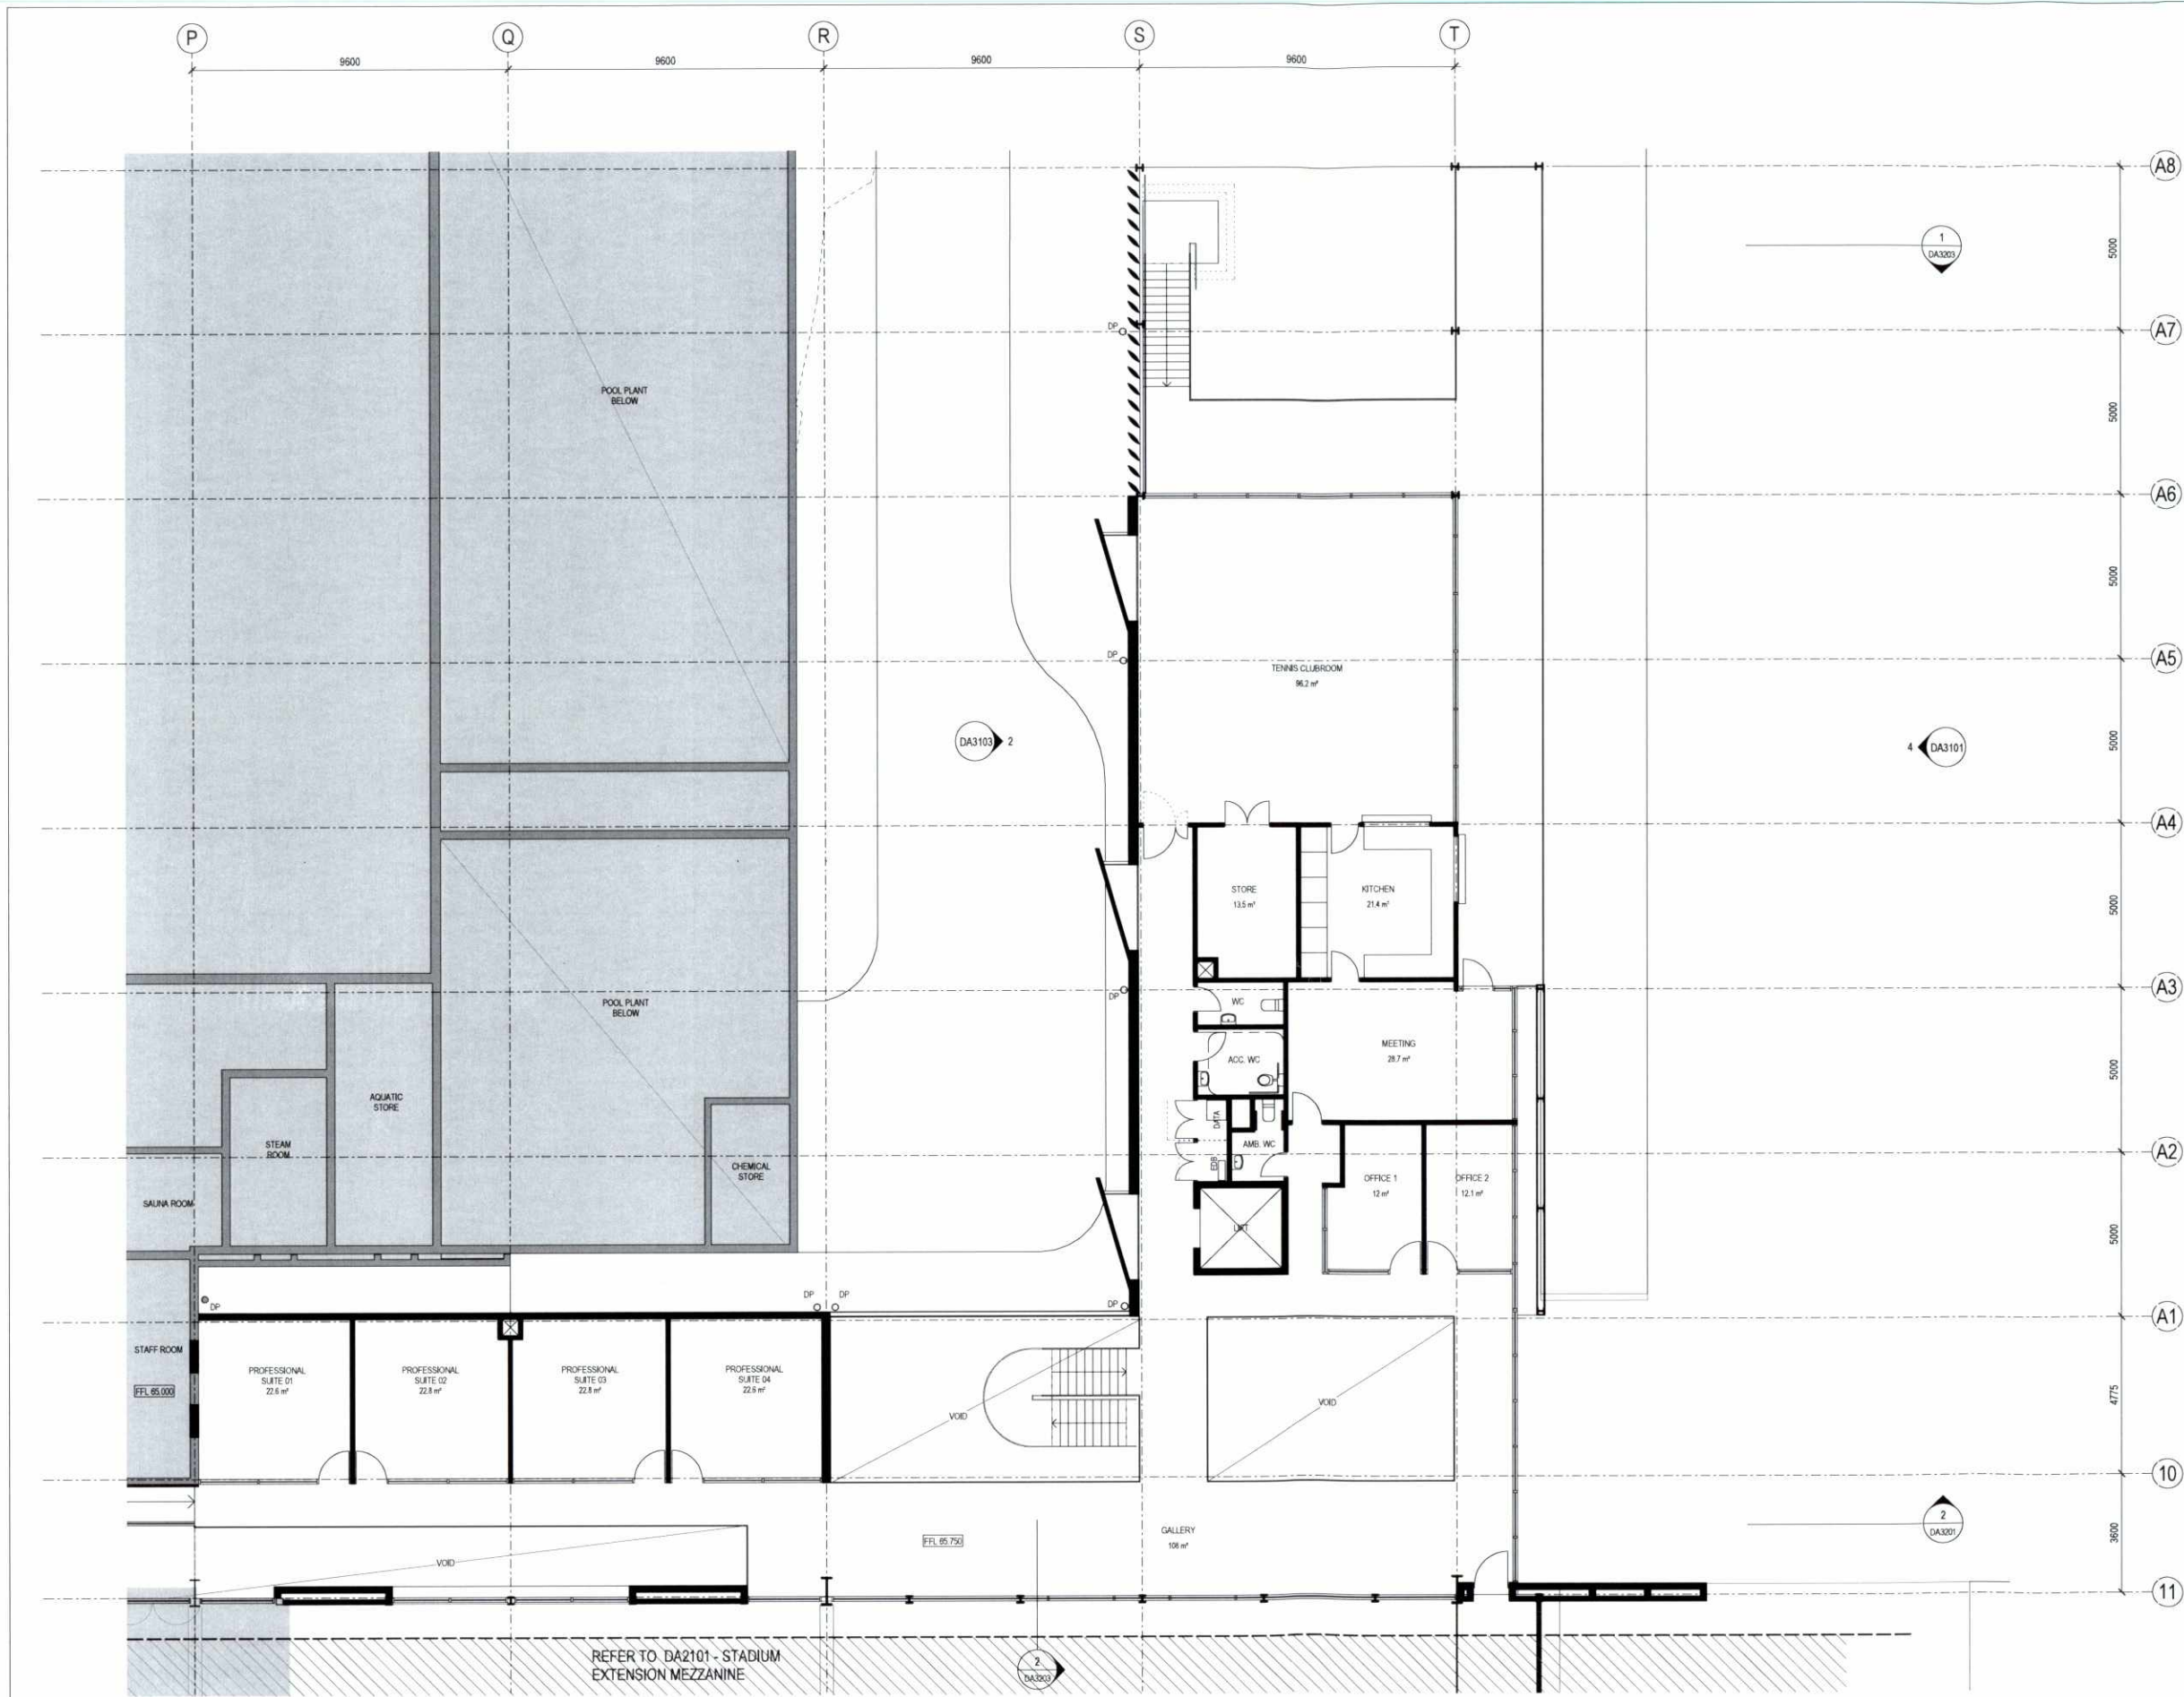 P
Q
R
S
T
9600
9600
9600
9600
A8
1
DA3203
5000
DP
A7
POOL PLANT
BELOW
5000
A6
5000
DP
A5
TENNIS CLUBROOM
96.2 m²
DA3103
2
4
DA3101
5000
A4
STORE
13.5 m²
KITCHEN
21.4 m²
5000
DP
A3
POOL PLANT
BELOW
WC
ACC. WC
MEETING
28.7 m²
5000
AQUATIC
STORE
STEAM
ROOM
DATA
AMB. WC
EDB
A2
CHEMICAL
STORE
SAUNA ROOM
OFFICE 1
12 m²
OFFICE 2
12.1 m²
LIFT
5000
DP
DP
DP
DP
A1
STAFF ROOM
FFL 65.000
PROFESSIONAL
SUITE 01
22.6 m²
PROFESSIONAL
SUITE 02
22.8 m²
PROFESSIONAL
SUITE 03
22.8 m²
PROFESSIONAL
SUITE 04
22.6 m²
VOID
VOID
4775
10
2
DA3201
GALLERY
108 m²
FFL 65.750
VOID
3600
11
REFER TO DA2101 - STADIUM
EXTENSION MEZZANINE
2
DA3203